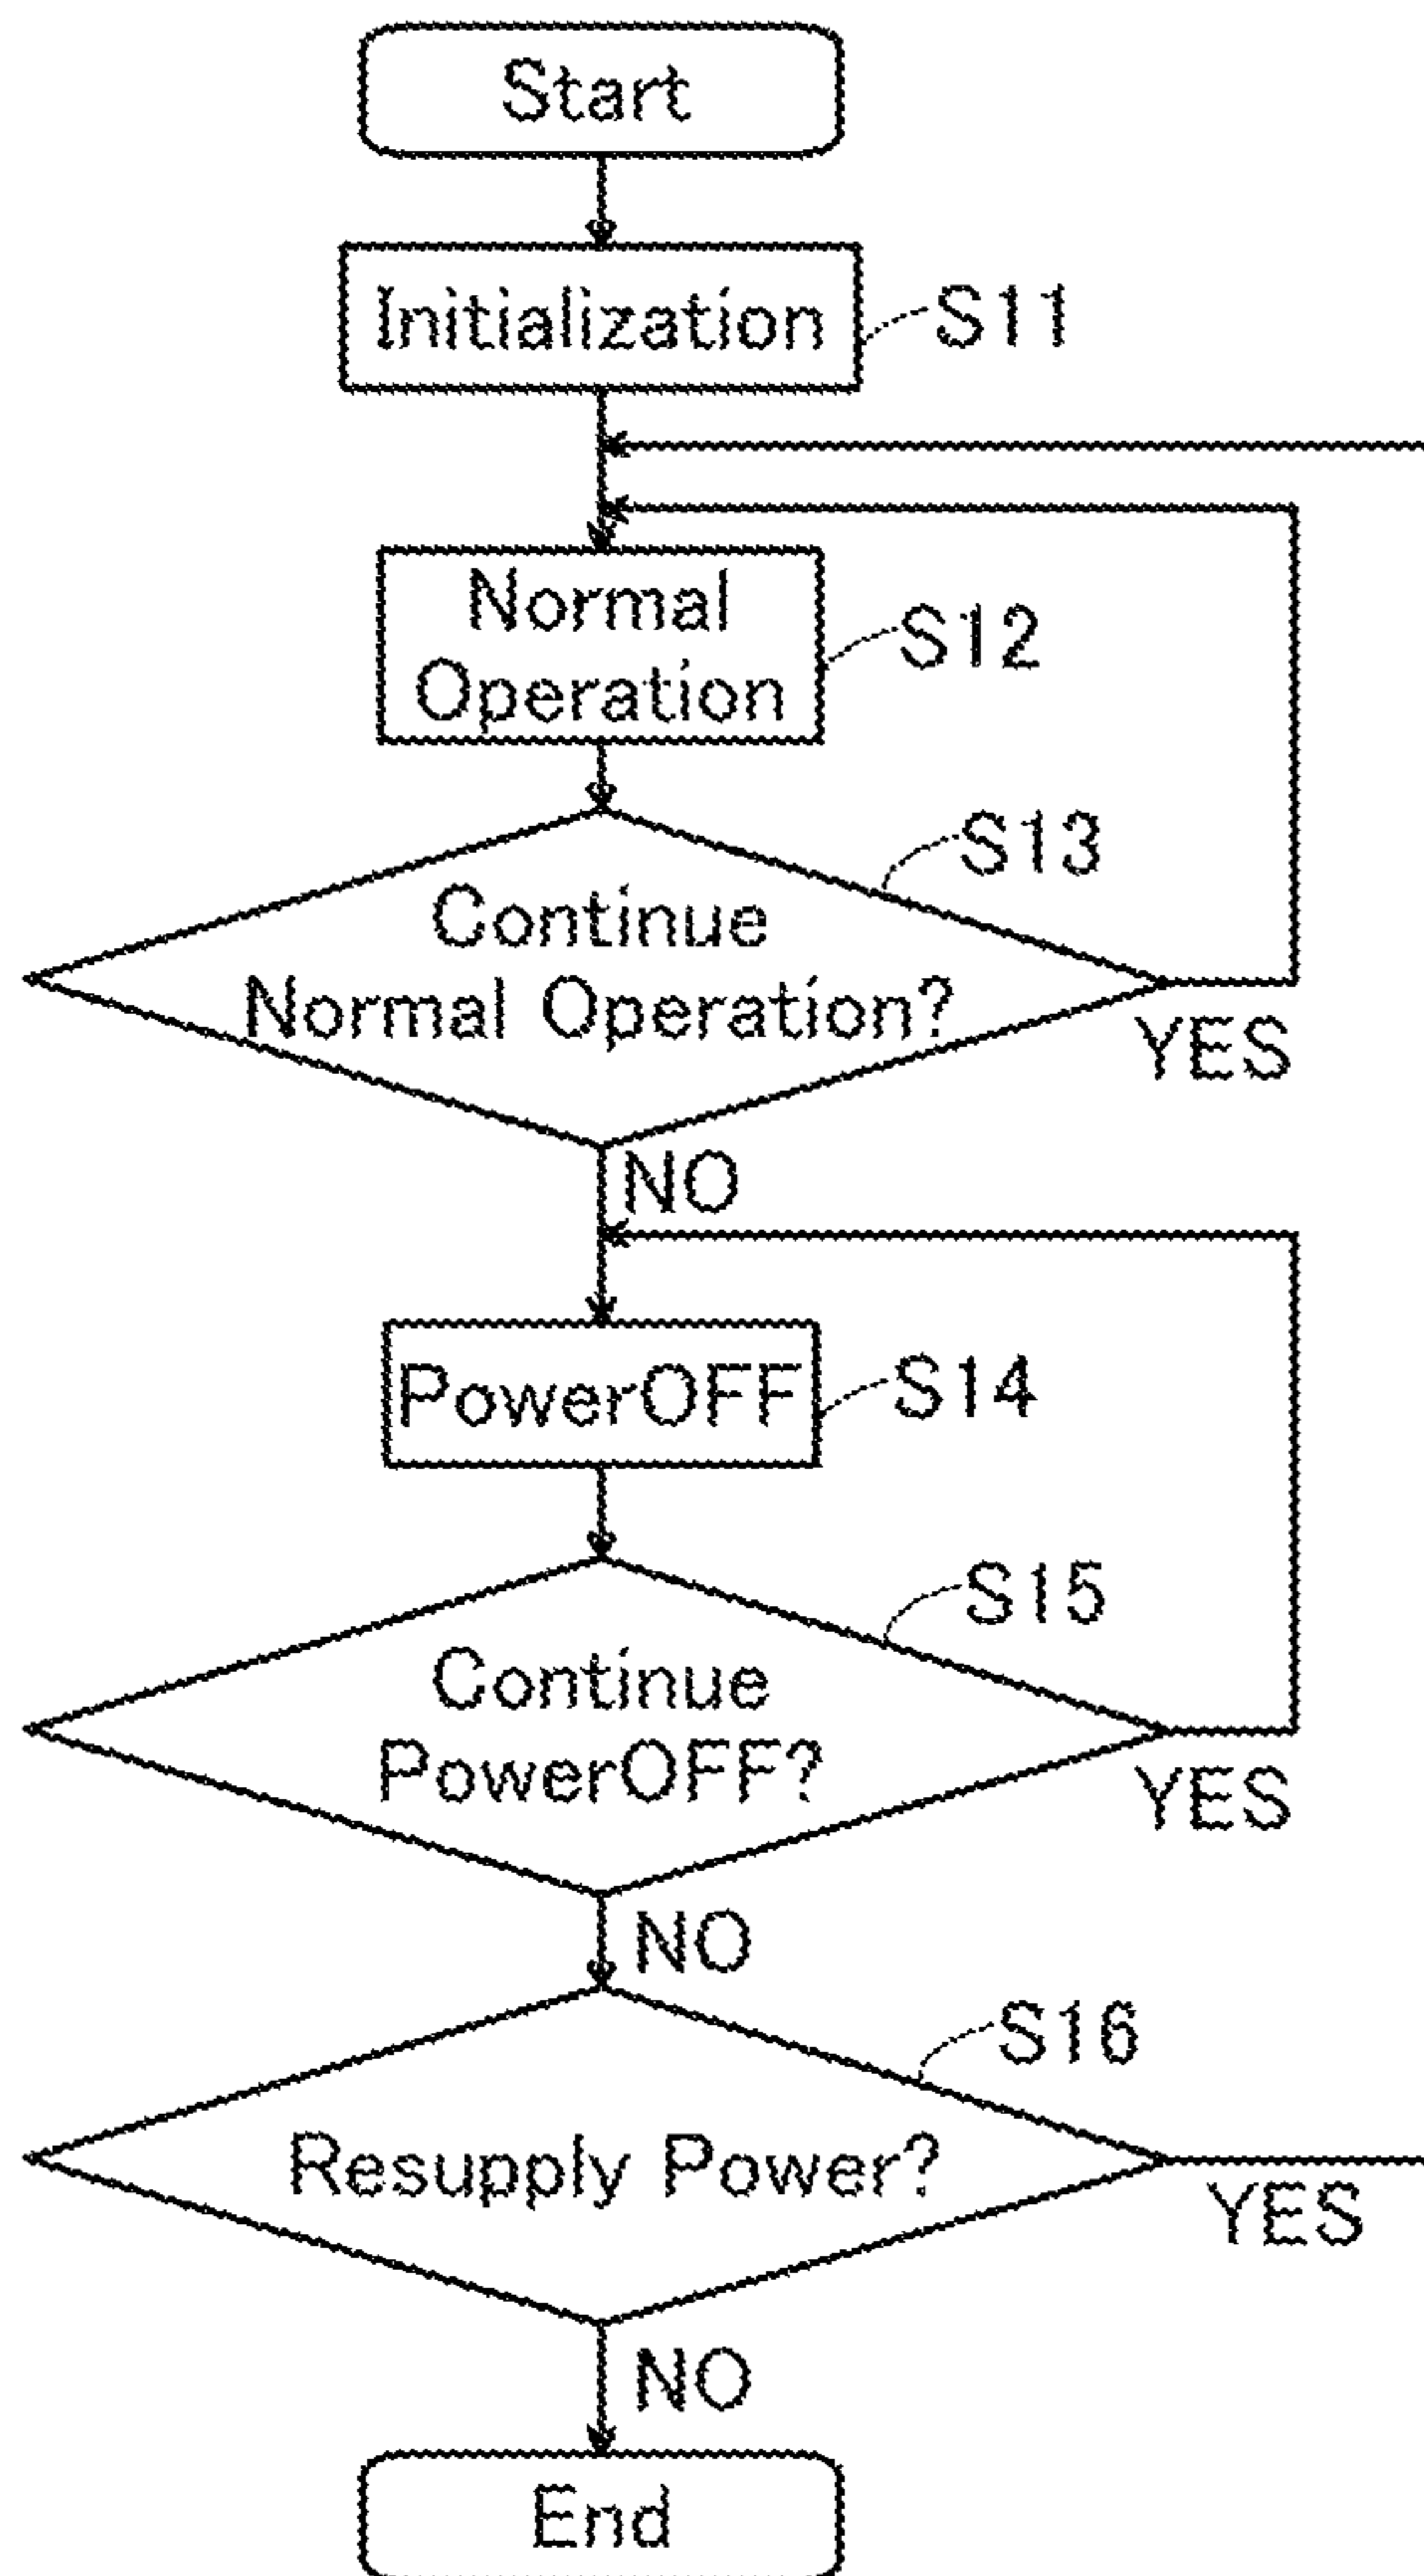 Start
Initialization
S11
Normal
Operation
S12
S13
Continue
Normal Operation?
YES
NO
PowerOFF
S14
S15
Continue
PowerOFF?
YES
NO
S16
Resupply Power?
YES
NO
End